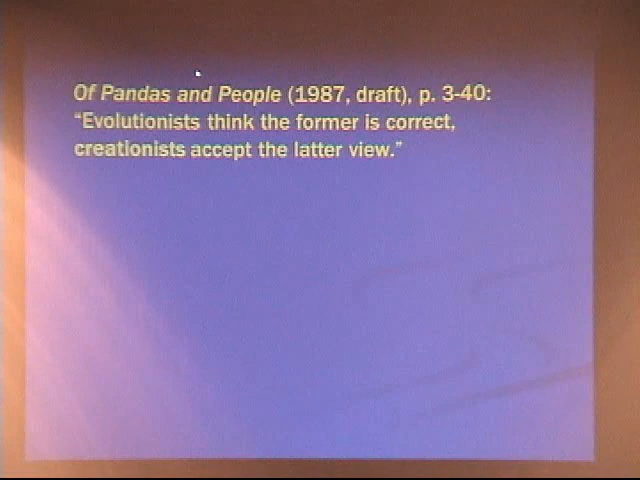 Of Pandas and People (1987, draft), p. 3-40:
“Evolutionists think the former is correct,
creationists accept the latter view.”